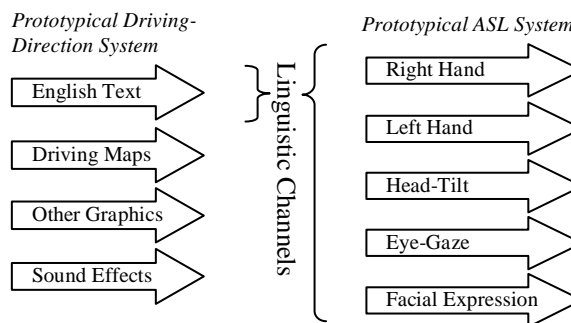 Prototypical Driving-
Direction System
English Text
Driving Maps
Other Graphics
Sound Effects
Linguistic Channels
Prototypical ASL System
Right Hand
Left Hand
Head-Tilt
Eye-Gaze
Facial Expression